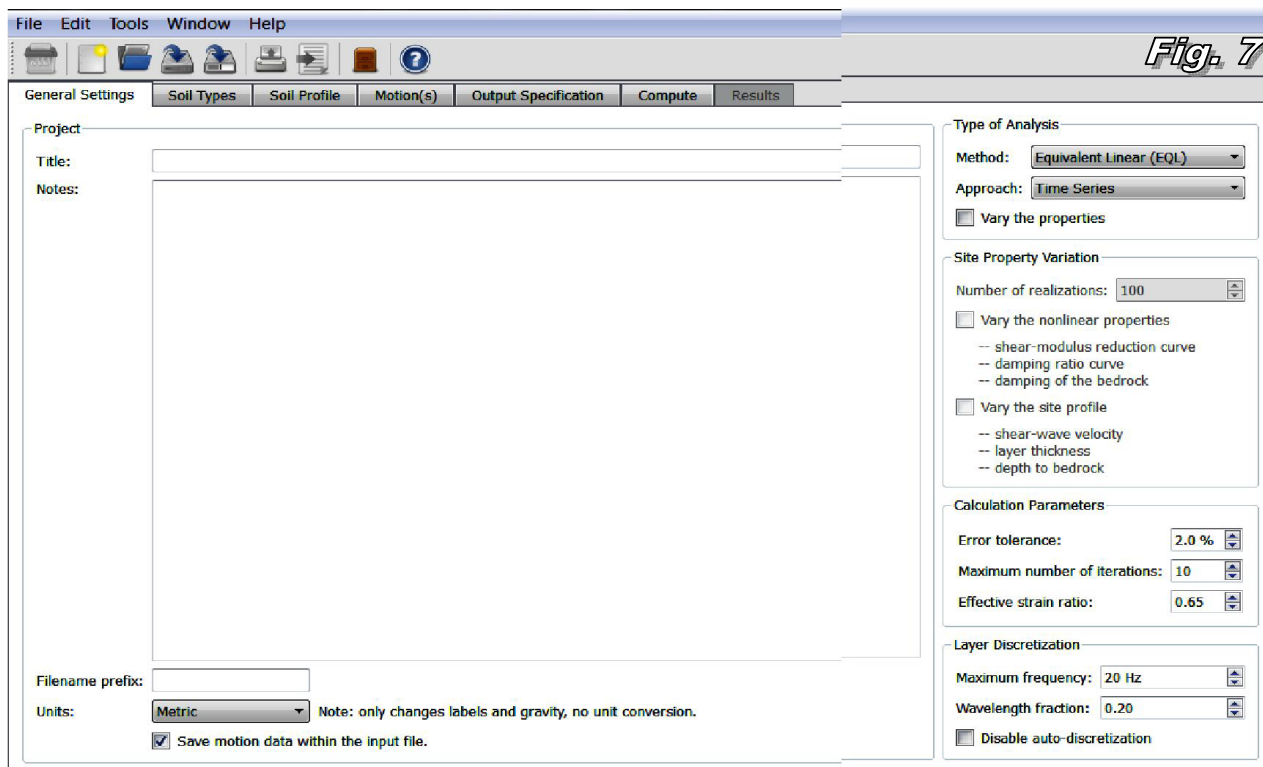 File Edit Tools Window Help
Fig. 7
General Settings Soil Types Soil Profile Motion(s) Output Specification Compute Results
Project
Title:
Notes:
Filename prefix:
Units: Metric Note: only changes labels and gravity, no unit conversion.
Save motion data within the input file.
Type of Analysis
Method: Equivalent Linear (EQL)
Approach: Time Series
Vary the properties
Site Property Variation
Number of realizations: 100
Vary the nonlinear properties
-- shear-modulus reduction curve
-- damping ratio curve
-- damping of the bedrock
Vary the site profile
-- shear-wave velocity
-- layer thickness
-- depth to bedrock
Calculation Parameters
Error tolerance: 2.0 %
Maximum number of iterations: 10
Effective strain ratio: 0.65
Layer Discretization
Maximum frequency: 20 Hz
Wavelength fraction: 0.20
Disable auto-discretization